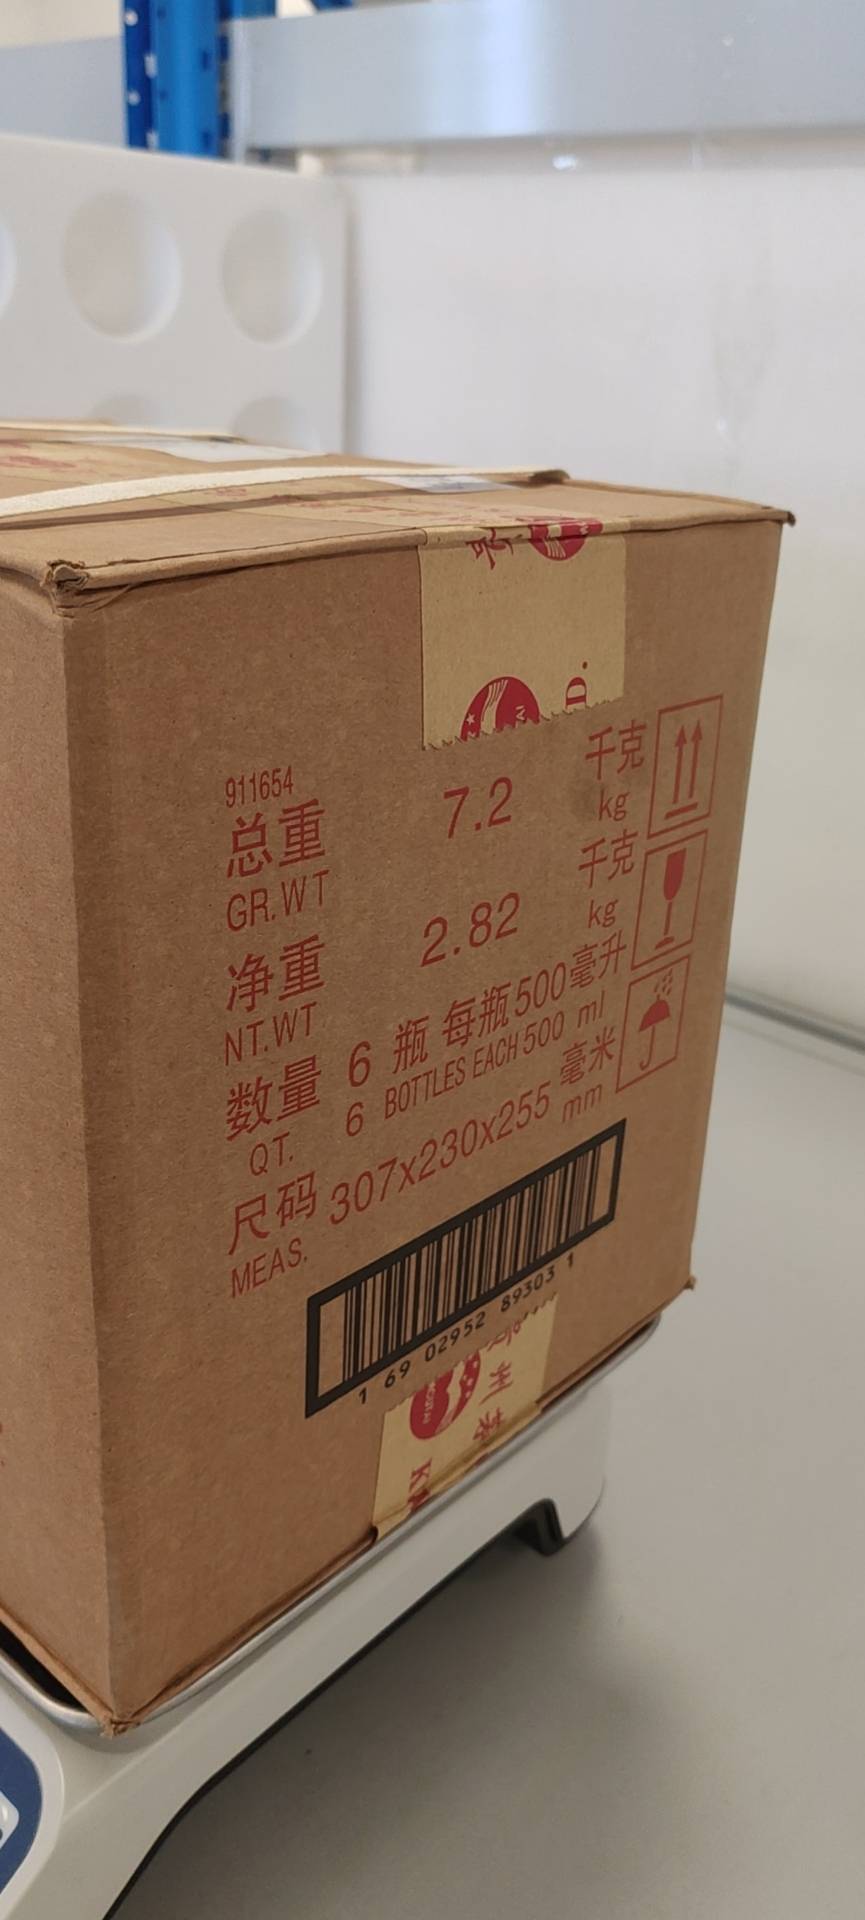 D.
911654
总重 7.2 千克
GR.WT kg
净重 2.82 千克
NT.WT kg
数量 6 瓶 每瓶500毫升
QT. 6 BOTTLES EACH 500 ml
尺码 307x230x255 毫米
MEAS. mm
1 69 02952 89303 1